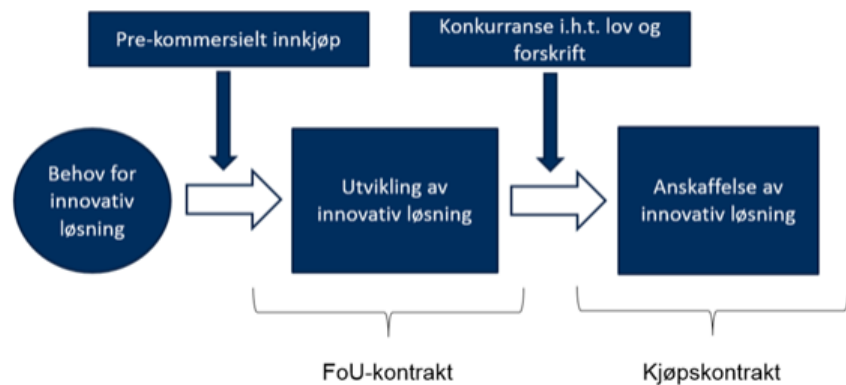 Pre-kommersielt innkjøp
Konkurranse i.h.t. lov og
forskrift
Behov for
innovativ
løsning
Utvikling av
innovativ løsning
Anskaffelse av
innovativ løsning
FoU-kontrakt
Kjøpskontrakt